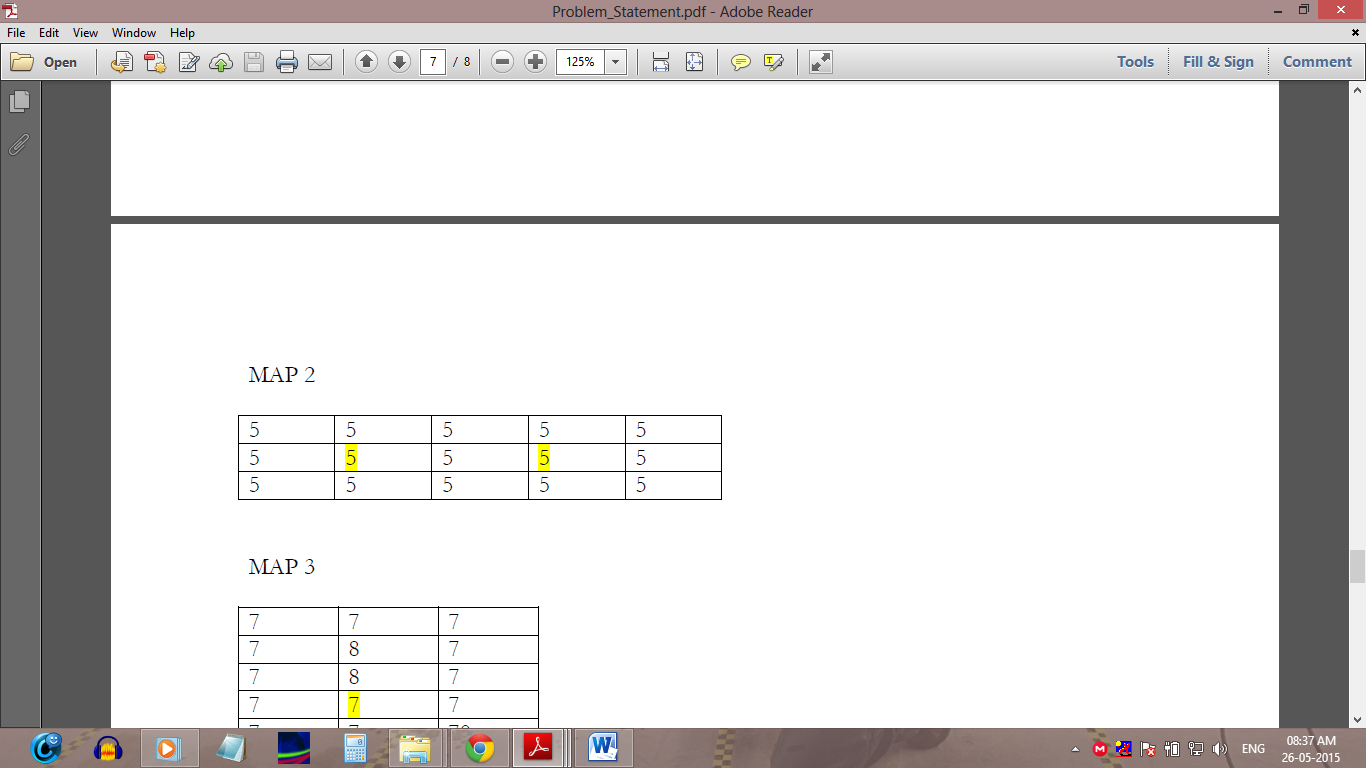 Problem_Statement.pdf - Adobe Reader
File Edit View Window Help
Open 7 / 8 125% Tools Fill & Sign Comment
MAP 2
5 5 5 5 5
5 5 5 5 5
5 5 5 5 5
MAP 3
7 7 7
7 8 7
7 8 7
7 7 7
ENG 08:37 AM
26-05-2015